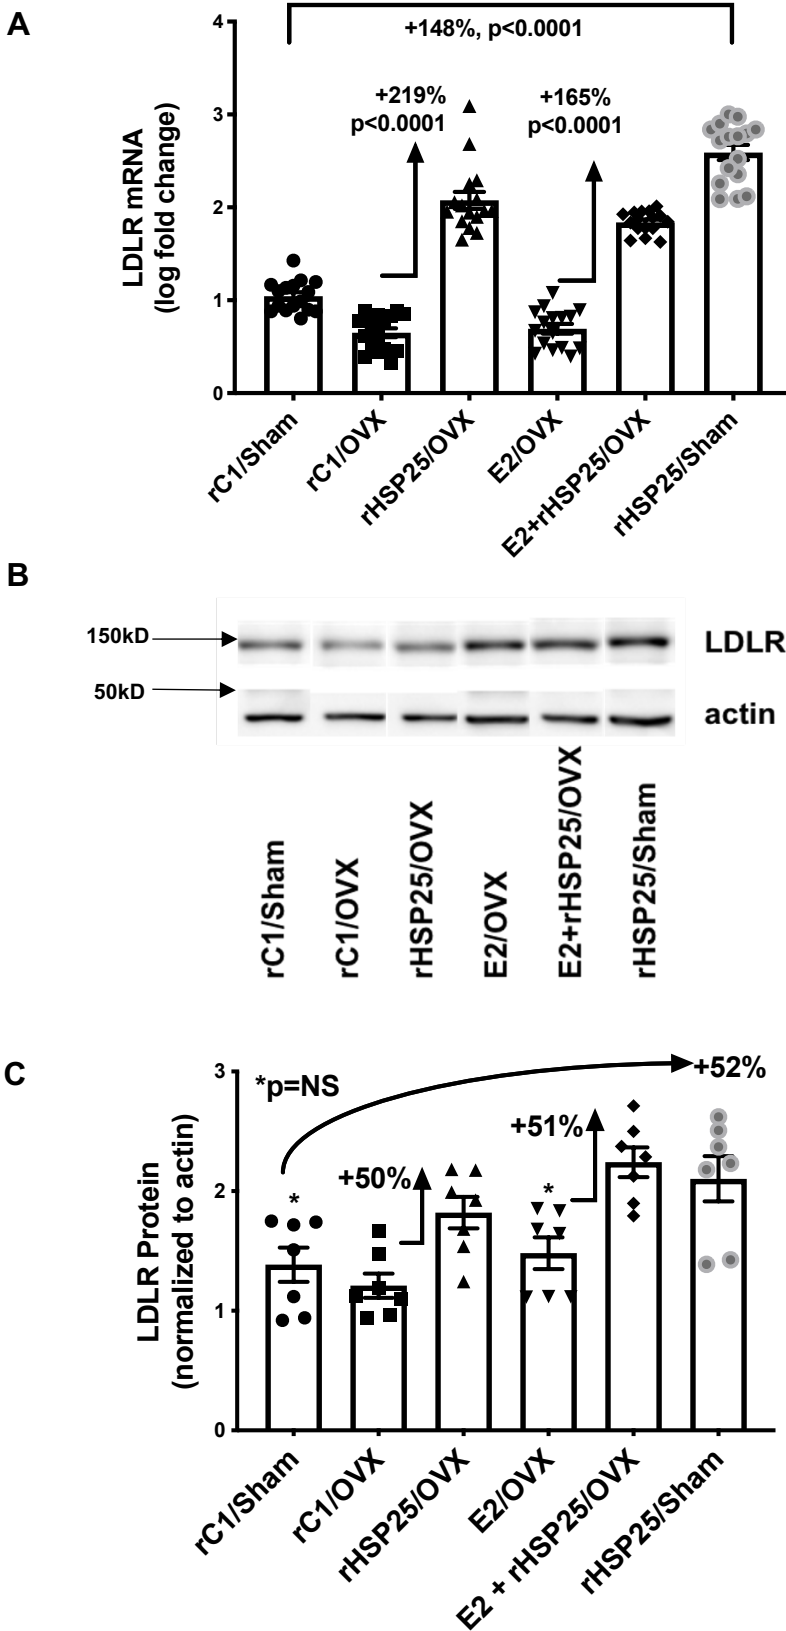 A
4
3
2
1
0
LDLR mRNA
(log fold change)
+148%, p<0.0001
+219%
p<0.0001
+165%
p<0.0001
rC1/Sham
rC1/OVX
rHSP25/OVX
E2/OVX
E2+rHSP25/OVX
rHSP25/Sham
B
150kD
LDLR
50kD
actin
rC1/Sham
rC1/OVX
rHSP25/OVX
E2/OVX
E2+rHSP25/OVX
rHSP25/Sham
C
3
2
1
0
LDLR Protein
(normalized to actin)
*p=NS
+52%
+51%
+50%
*
*
rC1/Sham
rC1/OVX
rHSP25/OVX
E2/OVX
E2 + rHSP25/OVX
rHSP25/Sham